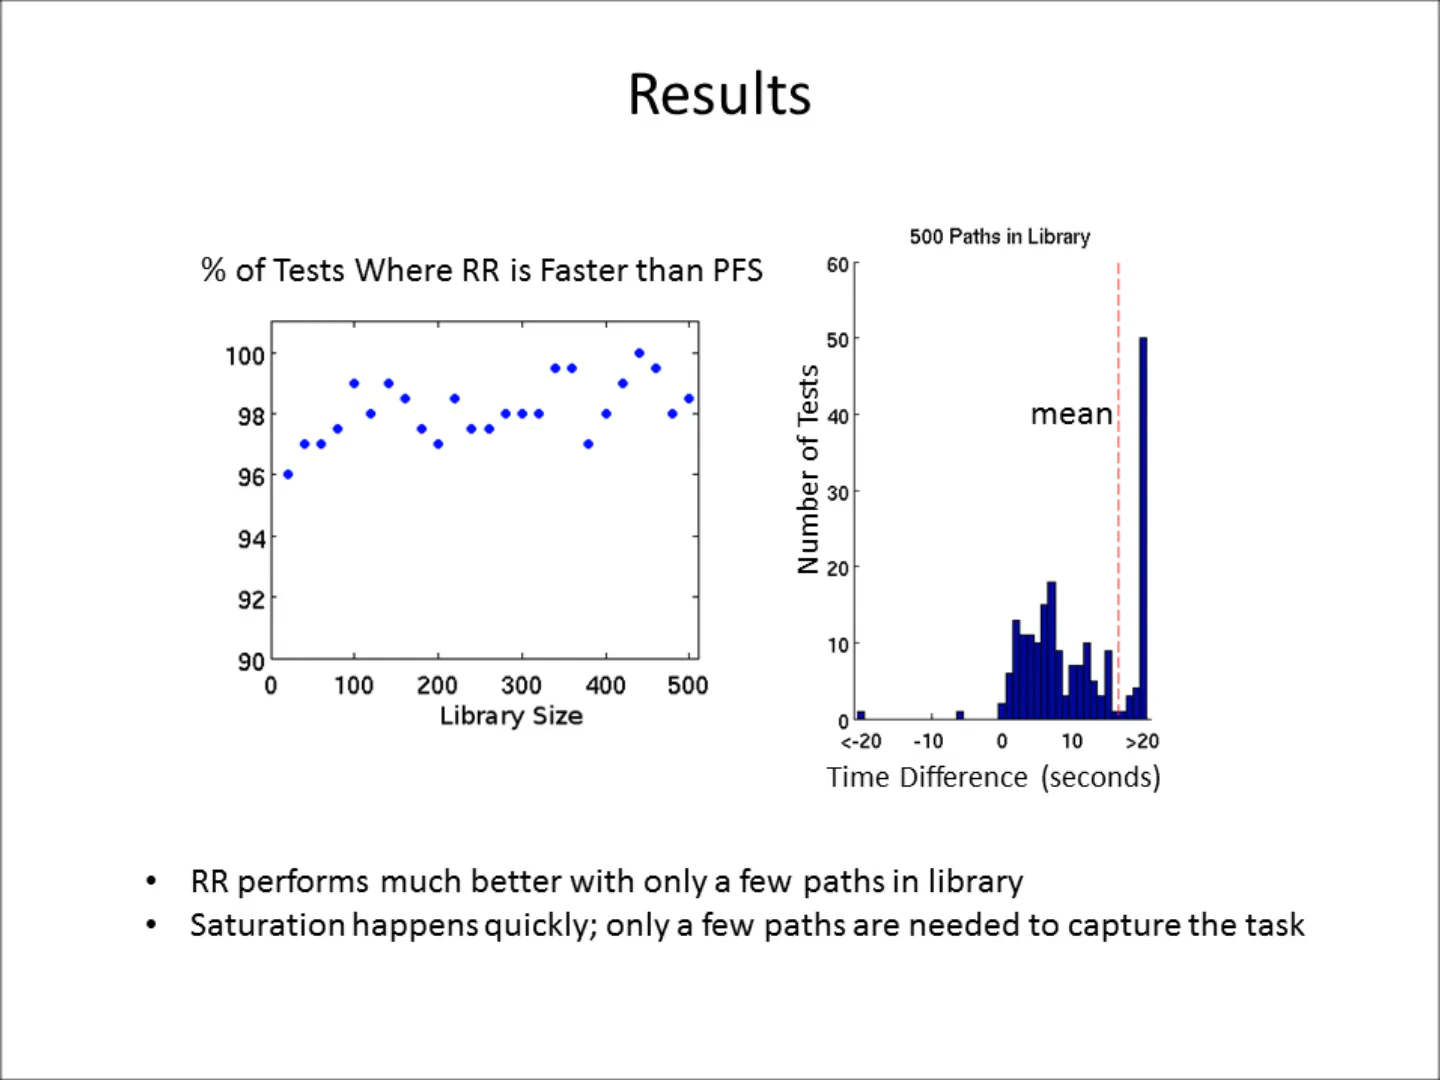 Results
% of Tests Where RR is Faster than PFS
100
98
96
94
92
90
0 100 200 300 400 500
Library Size
500 Paths in Library
60
50
40
30
20
10
0
Number of Tests
mean
<-20 -10 0 10 >20
Time Difference (seconds)
• RR performs much better with only a few paths in library
• Saturation happens quickly; only a few paths are needed to capture the task